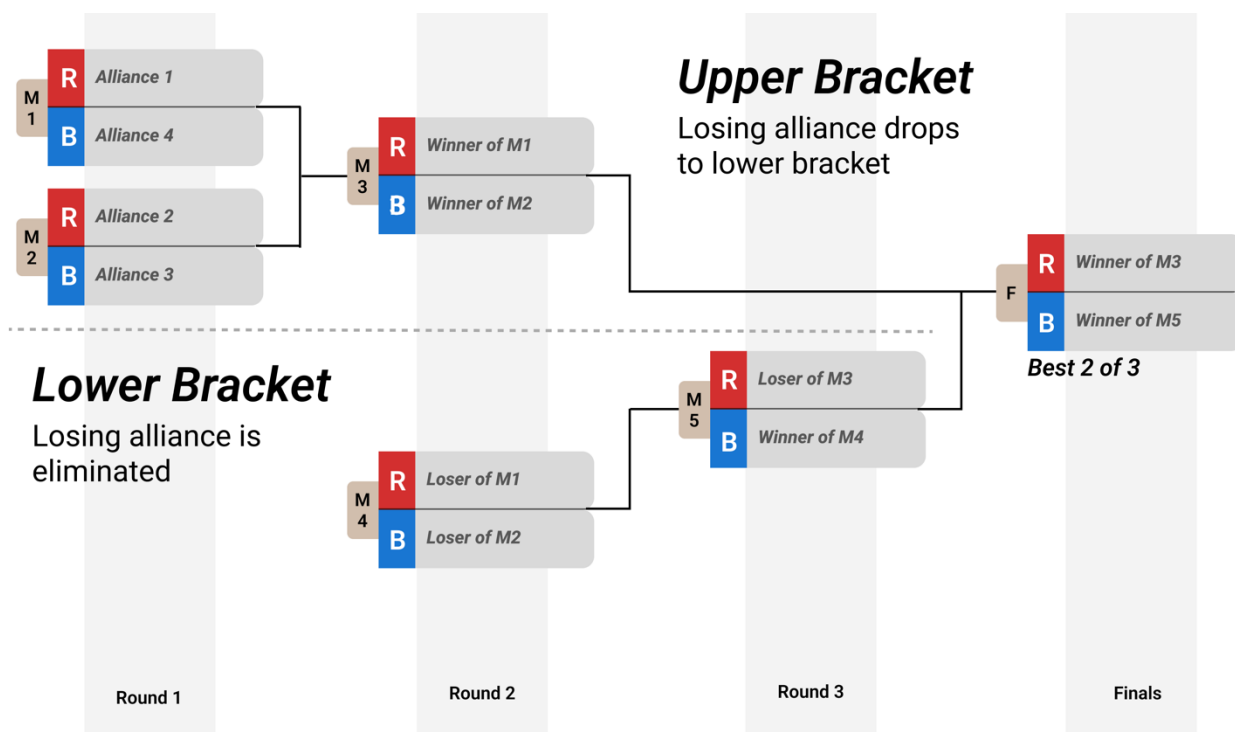 Upper Bracket
Losing alliance drops
to lower bracket
M
1
R
Alliance 1
B
Alliance 4
M
2
R
Alliance 2
B
Alliance 3
M
3
R
Winner of M1
B
Winner of M2
F
R
Winner of M3
B
Winner of M5
Best 2 of 3
Lower Bracket
Losing alliance is
eliminated
M
4
R
Loser of M1
B
Loser of M2
M
5
R
Loser of M3
B
Winner of M4
Round 1
Round 2
Round 3
Finals